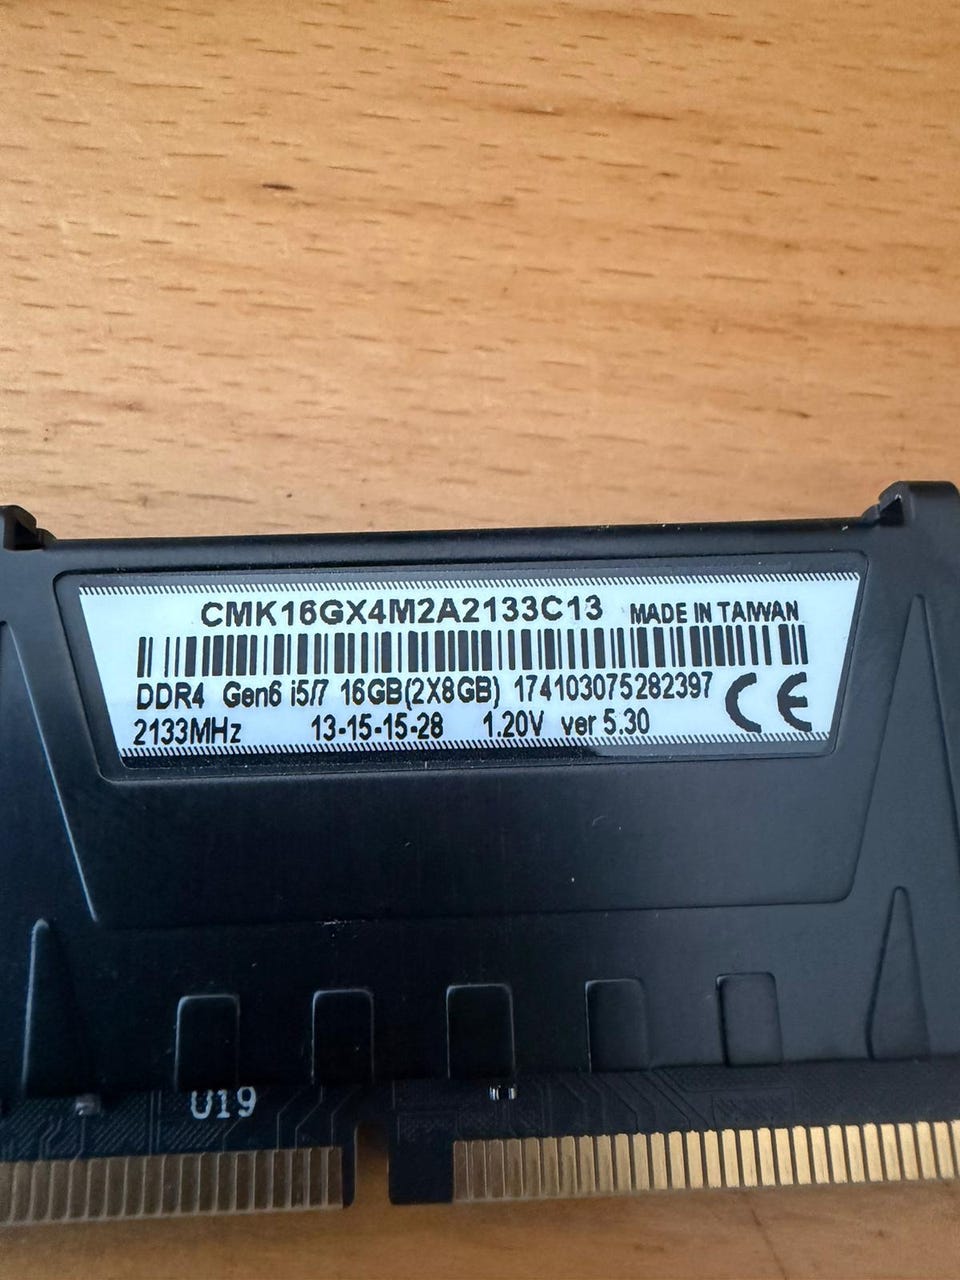 CMK16GX4M2A2133C13 MADE IN TAIWAN
DDR4 Gen6 i5/7 16GB(2X8GB) 174103075282397 CE
2133MHz 13-15-15-28 1.20V ver 5.30
U19